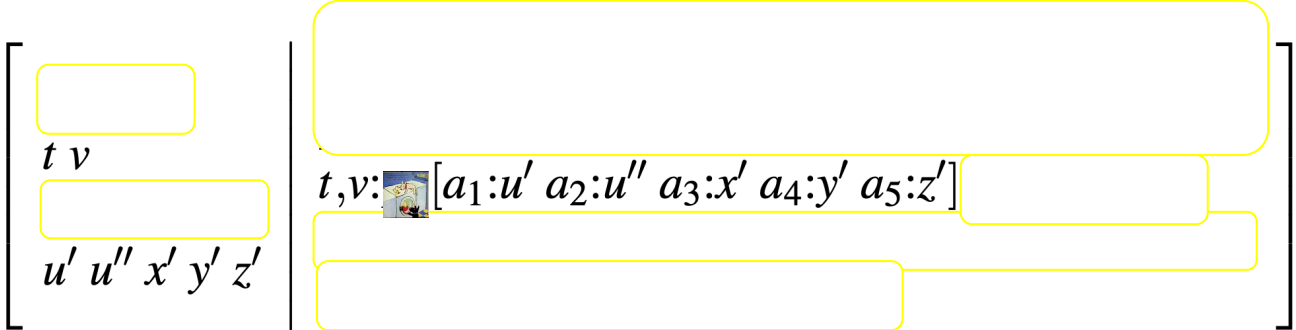 t v
t,v: [a₁:u′ a₂:u″ a₃:x′ a₄:y′ a₅:z′]
u′ u″ x′ y′ z′